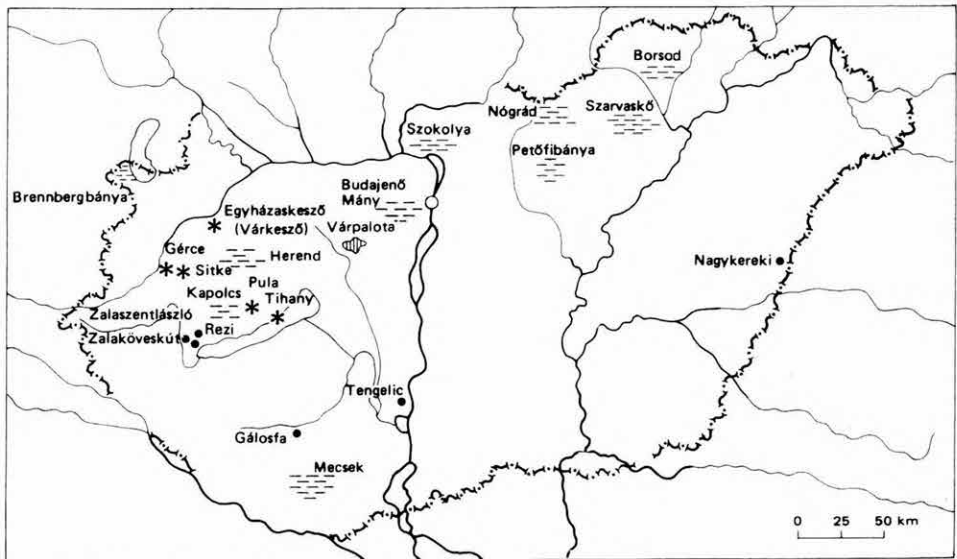 Borsod
Nógrád
Szarvaskő
Szokolya
Petőfibánya
Brennbergbánya
Budajenő
Mány
Egyházaskesző
(Várkesző)
Várpalota
Gérce
Herend
Nagykereki
Sitke
Pula
Kapolcs
Tihany
Zalaszentlászló
Rezi
Zalaköveskút
Tengelic
Gálosfa
Mecsek
0 25 50 km